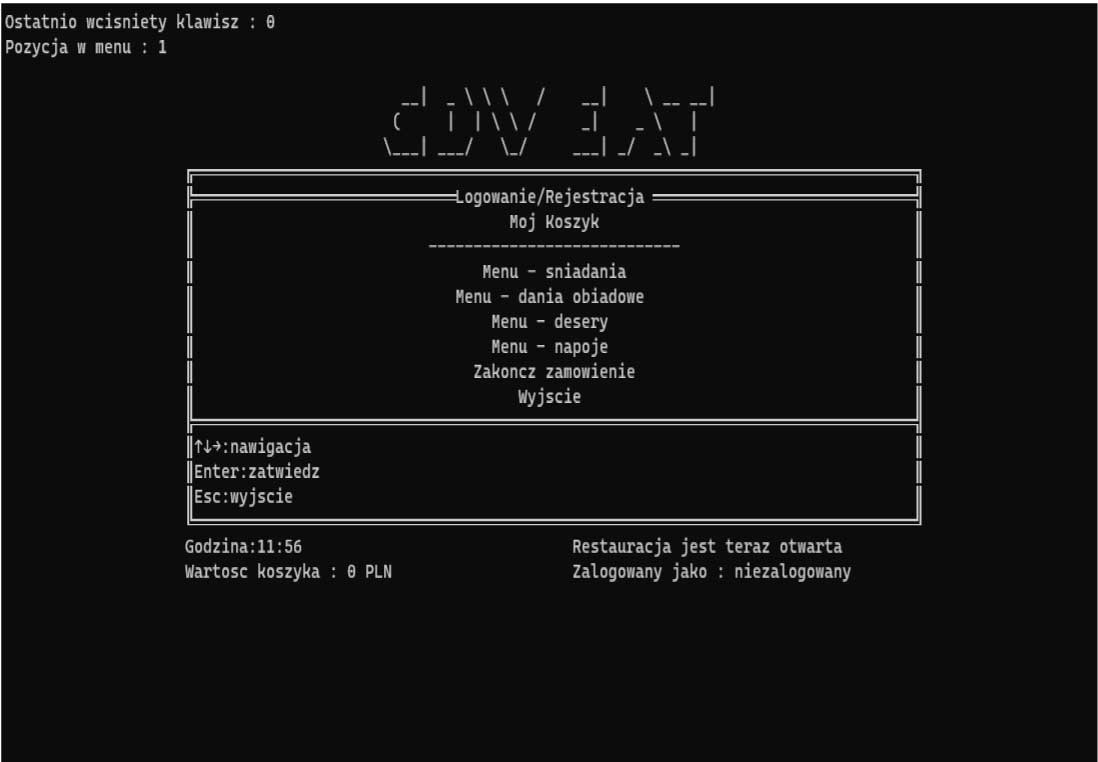 Ostatnio wcisniety klawisz : 0
Pozycja w menu : 1
CDV EAT
Logowanie/Rejestracja
Moj Koszyk
----------------------------
Menu - sniadania
Menu - dania obiadowe
Menu - desery
Menu - napoje
Zakoncz zamowienie
Wyjscie
↑↓→:nawigacja
Enter:zatwiedz
Esc:wyjscie
Godzina:11:56
Restauracja jest teraz otwarta
Wartosc koszyka : 0 PLN
Zalogowany jako : niezalogowany